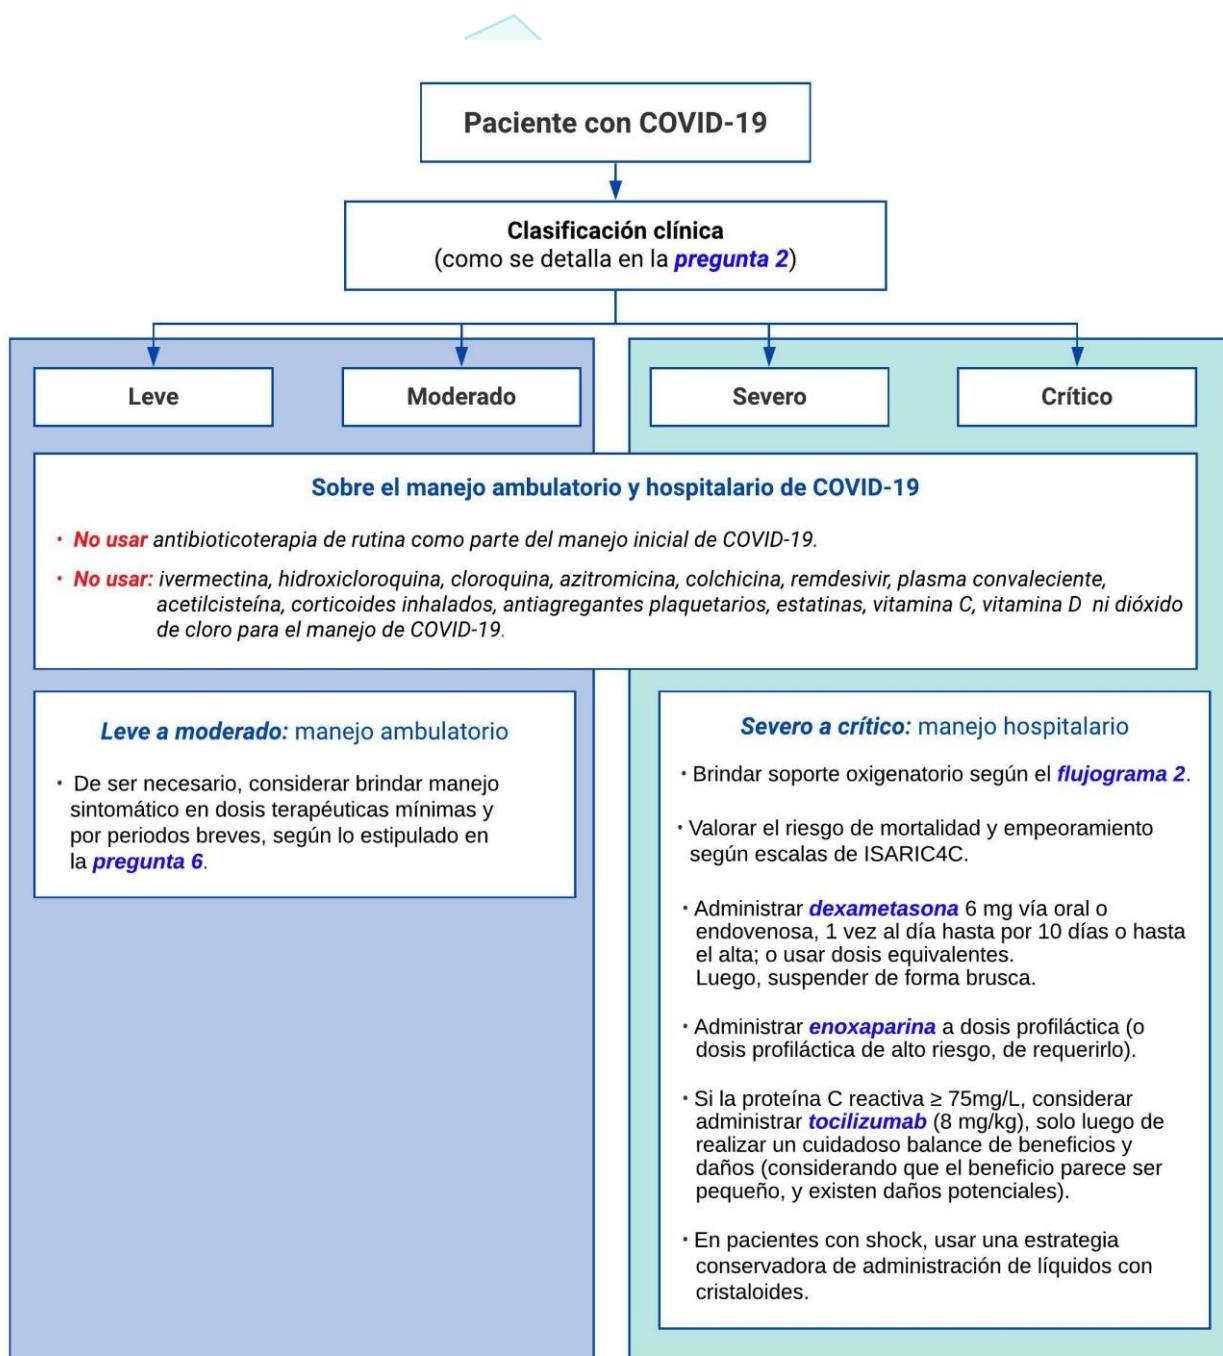 Paciente con COVID-19
Clasificación clínica
(como se detalla en la pregunta 2)
Leve
Moderado
Severo
Crítico
Sobre el manejo ambulatorio y hospitalario de COVID-19
• No usar antibioticoterapia de rutina como parte del manejo inicial de COVID-19.
• No usar: ivermectina, hidroxicloroquina, cloroquina, azitromicina, colchicina, remdesivir, plasma convaleciente,
acetilcisteína, corticoides inhalados, antiagregantes plaquetarios, estatinas, vitamina C, vitamina D ni dióxido
de cloro para el manejo de COVID-19.
Leve a moderado: manejo ambulatorio
• De ser necesario, considerar brindar manejo
sintomático en dosis terapéuticas mínimas y
por periodos breves, según lo estipulado en
la pregunta 6.
Severo a crítico: manejo hospitalario
• Brindar soporte oxigenatorio según el flujograma 2.
• Valorar el riesgo de mortalidad y empeoramiento
según escalas de ISARIC4C.
• Administrar dexametasona 6 mg vía oral o
endovenosa, 1 vez al día hasta por 10 días o hasta
el alta; o usar dosis equivalentes.
Luego, suspender de forma brusca.
• Administrar enoxaparina a dosis profiláctica (o
dosis profiláctica de alto riesgo, de requerirlo).
• Si la proteína C reactiva ≥ 75mg/L, considerar
administrar tocilizumab (8 mg/kg), solo luego de
realizar un cuidadoso balance de beneficios y
daños (considerando que el beneficio parece ser
pequeño, y existen daños potenciales).
• En pacientes con shock, usar una estrategia
conservadora de administración de líquidos con
cristaloides.